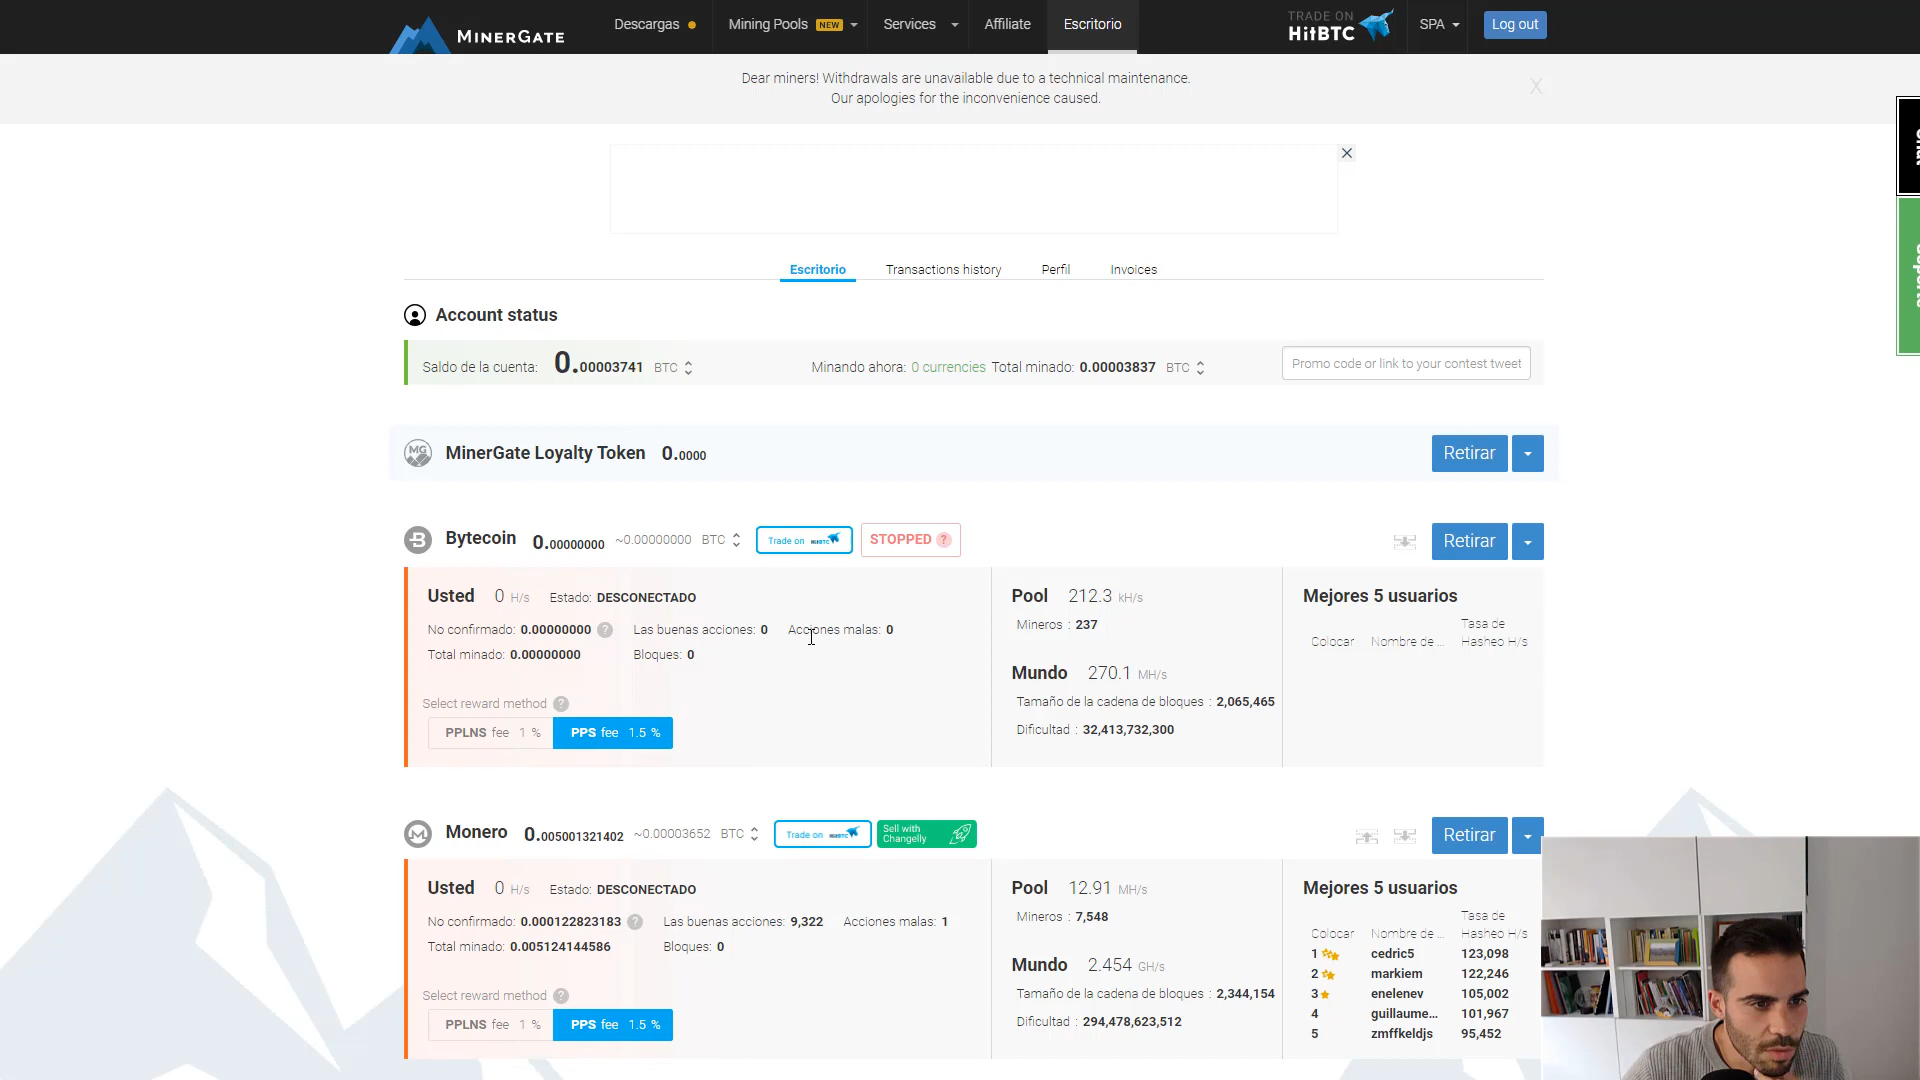 MINERGATE
Descargas
Mining Pools NEW
Services
Affiliate
Escritorio
TRADE ON
HitBTC
SPA
Log out
Dear miners! Withdrawals are unavailable due to a technical maintenance.
Our apologies for the inconvenience caused.
X
Escritorio
Transactions history
Perfil
Invoices
Account status
Saldo de la cuenta: 0.00003741 BTC
Minando ahora: 0 currencies Total minado: 0.00003837 BTC
Promo code or link to your contest tweet
MG
MinerGate Loyalty Token 0.0000
Retirar
Bytecoin 0.00000000 ~0.00000000 BTC
Trade on HitBTC
STOPPED ?
Retirar
Usted 0 H/s Estado: DESCONECTADO
No confirmado: 0.00000000 ? Las buenas acciones: 0 Acciones malas: 0
Total minado: 0.00000000 Bloques: 0
Select reward method ?
PPLNS fee 1 % PPS fee 1.5 %
Pool 212.3 kH/s
Mineros : 237
Mundo 270.1 MH/s
Tamaño de la cadena de bloques : 2,065,465
Dificultad : 32,413,732,300
Mejores 5 usuarios
Colocar Nombre de ... Tasa de
Hasheo H/s
Monero 0.005001321402 ~0.00003652 BTC
Trade on HitBTC
Sell with
Changelly
Retirar
Usted 0 H/s Estado: DESCONECTADO
No confirmado: 0.000122823183 ? Las buenas acciones: 9,322 Acciones malas: 1
Total minado: 0.005124144586 Bloques: 0
Select reward method ?
PPLNS fee 1 % PPS fee 1.5 %
Pool 12.91 MH/s
Mineros : 7,548
Mundo 2.454 GH/s
Tamaño de la cadena de bloques : 2,344,154
Dificultad : 294,478,623,512
Mejores 5 usuarios
Colocar Nombre de ... Tasa de
Hasheo H/s
1 cedric5 123,098
2 markiem 122,246
3 enelenev 105,002
4 guillaume... 101,967
5 zmffkeldjs 95,452